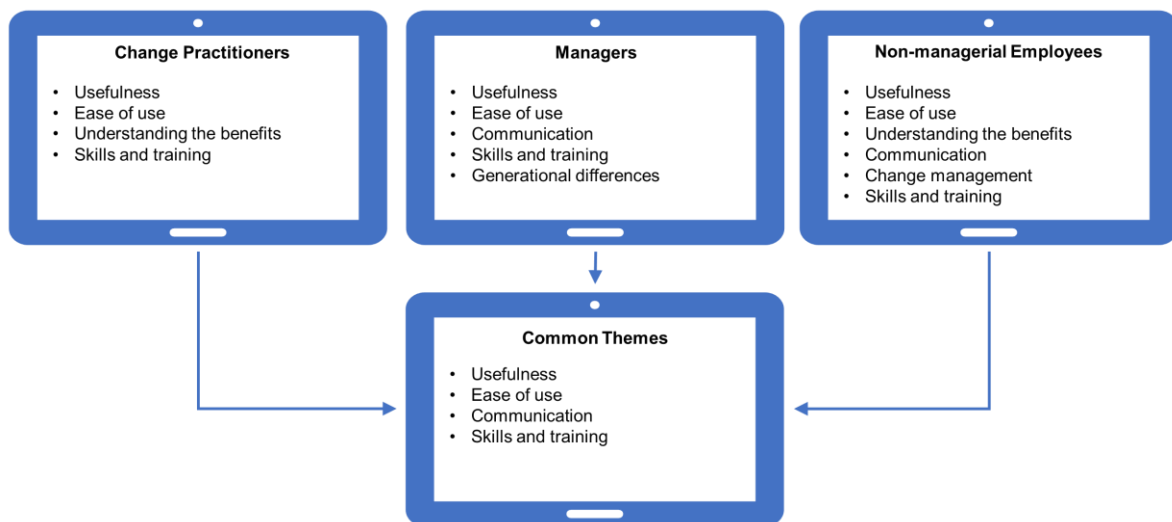 Change Practitioners
• Usefulness
• Ease of use
• Understanding the benefits
• Skills and training
Managers
• Usefulness
• Ease of use
• Communication
• Skills and training
• Generational differences
Non-managerial Employees
• Usefulness
• Ease of use
• Understanding the benefits
• Communication
• Change management
• Skills and training
Common Themes
• Usefulness
• Ease of use
• Communication
• Skills and training